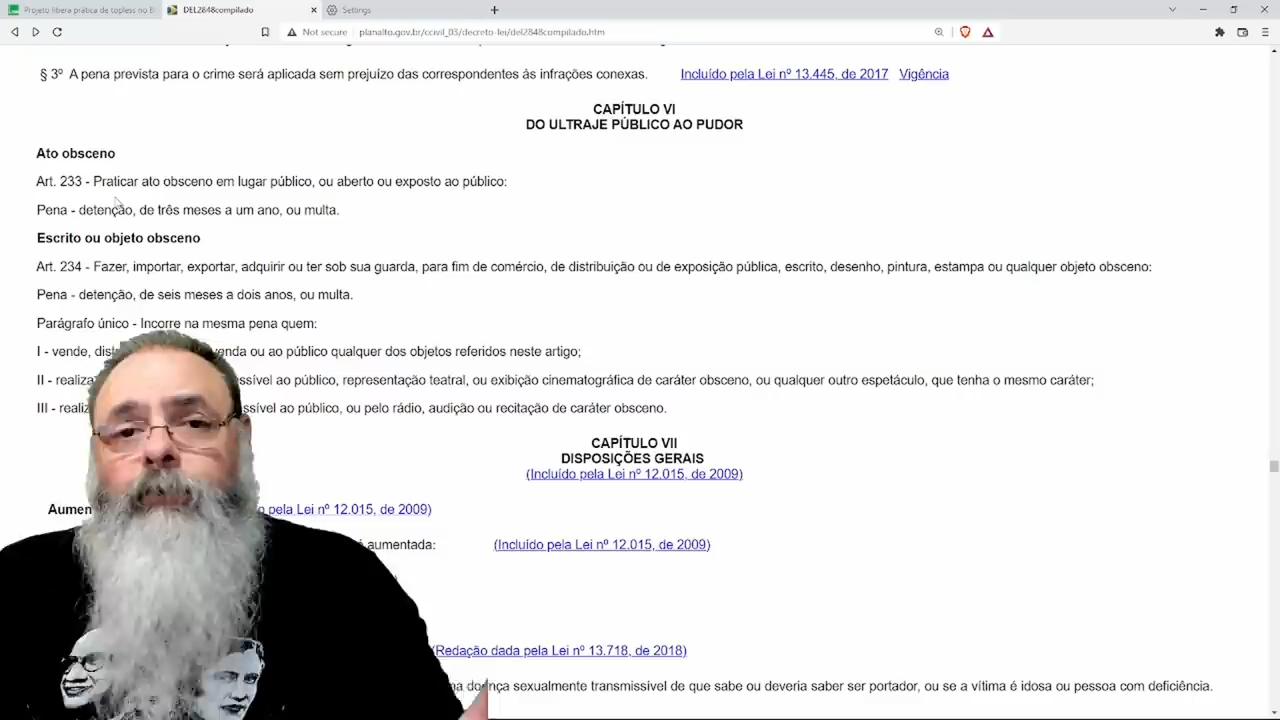 Projeto libera prática de topless no B
DEL2848compilado
Settings
Not secure
planalto.gov.br/ccivil_03/decreto-lei/del2848compilado.htm
§ 3º A pena prevista para o crime será aplicada sem prejuízo das correspondentes às infrações conexas. Incluído pela Lei nº 13.445, de 2017 Vigência
CAPÍTULO VI
DO ULTRAJE PÚBLICO AO PUDOR
Ato obsceno
Art. 233 - Praticar ato obsceno em lugar público, ou aberto ou exposto ao público:
Pena - detenção, de três meses a um ano, ou multa.
Escrito ou objeto obsceno
Art. 234 - Fazer, importar, exportar, adquirir ou ter sob sua guarda, para fim de comércio, de distribuição ou de exposição pública, escrito, desenho, pintura, estampa ou qualquer objeto obsceno:
Pena - detenção, de seis meses a dois anos, ou multa.
Parágrafo único - Incorre na mesma pena quem:
I - vende, venda ou ao público qualquer dos objetos referidos neste artigo;
II - ao público, representação teatral, ou exibição cinematográfica de caráter obsceno, ou qualquer outro espetáculo, que tenha o mesmo caráter;
III - ao público, ou pelo rádio, audição ou recitação de caráter obsceno.
CAPÍTULO VII
DISPOSIÇÕES GERAIS
(Incluído pela Lei nº 12.015, de 2009)
pela Lei nº 12.015, de 2009)
aumentada: (Incluído pela Lei nº 12.015, de 2009)
(Redação dada pela Lei nº 13.718, de 2018)
doença sexualmente transmissível de que sabe ou deveria saber ser portador, ou se a vítima é idosa ou pessoa com deficiência.